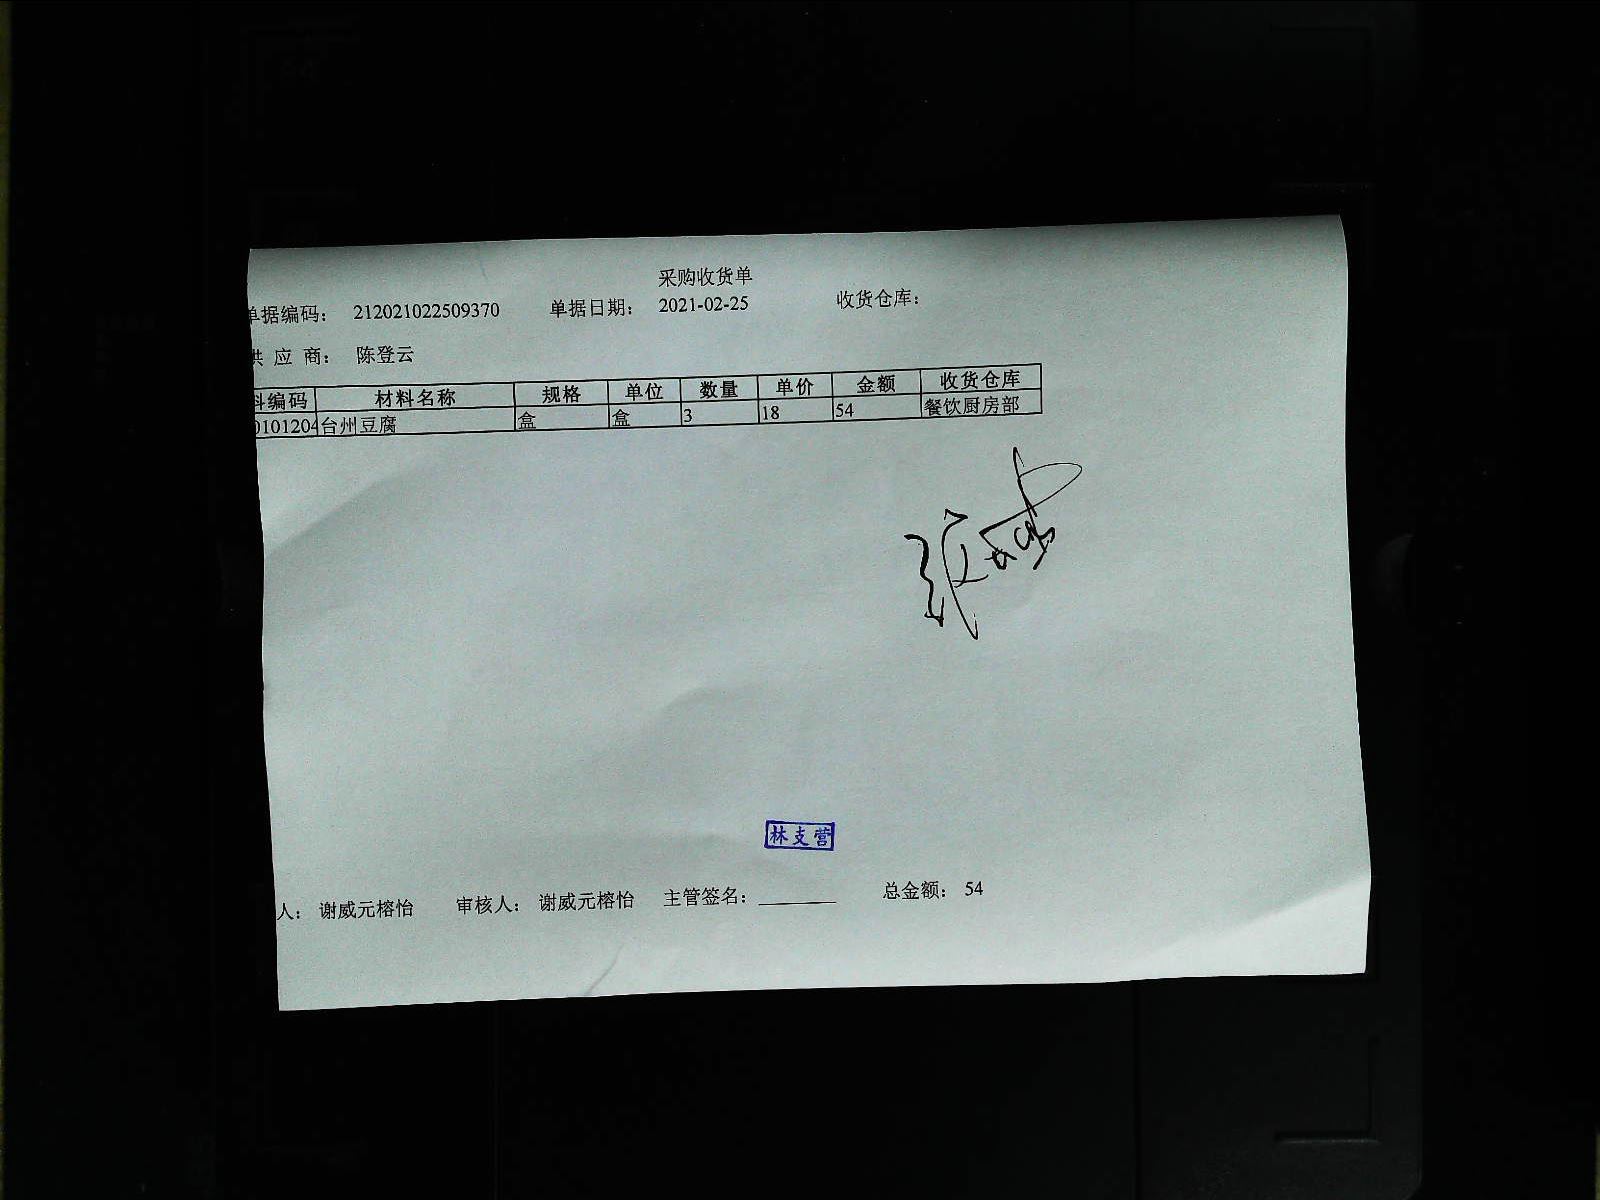 采购收货单
单据编码： 212021022509370 单据日期： 2021-02-25 收货仓库：
供 应 商： 陈登云
料编码 材料名称 规格 单位 数量 单价 金额 收货仓库
0101204 台州豆腐 盒 盒 3 18 54 餐饮厨房部
林支营
人： 谢威元榕怡 审核人： 谢威元榕怡 主管签名： 总金额： 54